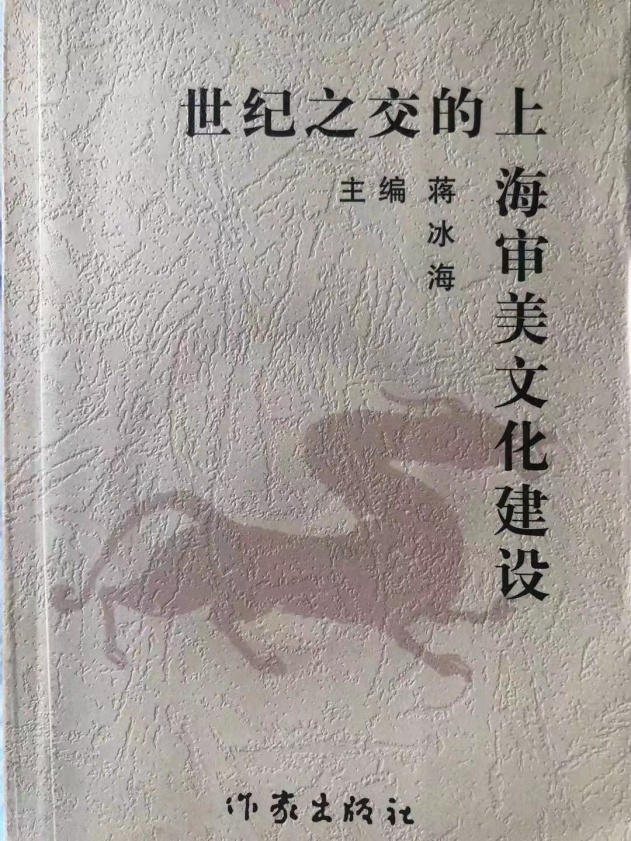 世纪之交的上
海审美文化建设
主编 蒋
冰海
作家出版社